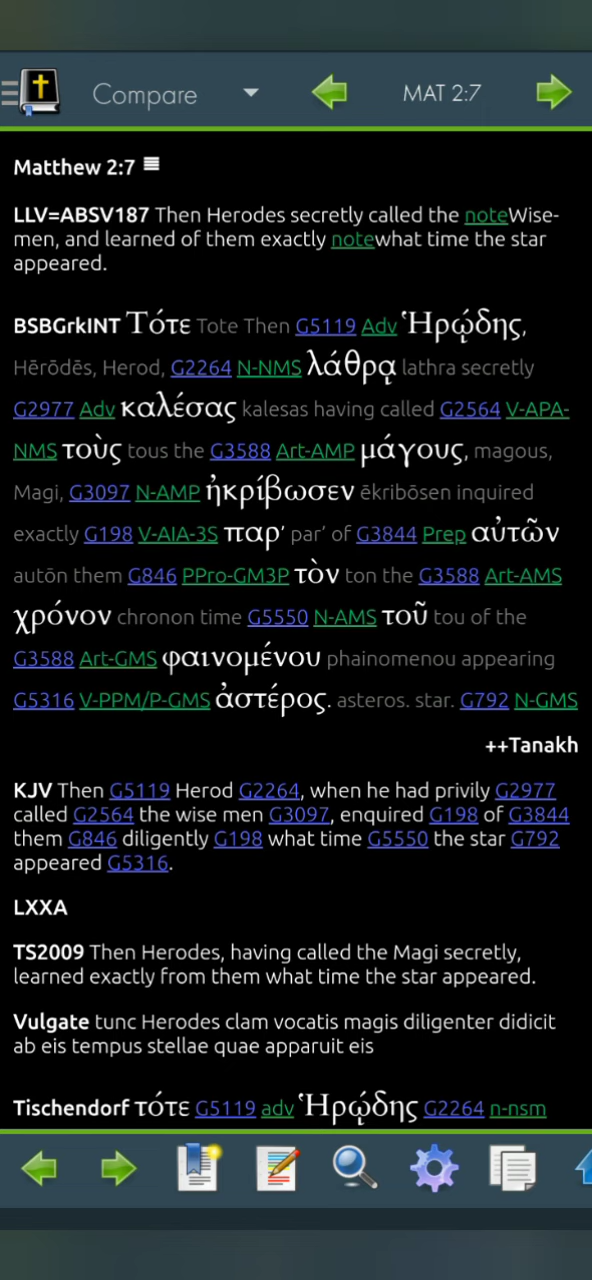 Compare
MAT 2:7
Matthew 2:7
LLV=ABSV187 Then Herodes secretly called the noteWise-
men, and learned of them exactly notewhat time the star
appeared.
BSBGrkINT Τότε Tote Then G5119 Adv Ἡρῴδης,
Hērōdēs, Herod, G2264 N-NMS λάθρᾳ lathra secretly
G2977 Adv καλέσας kalesas having called G2564 V-APA-
NMS τοὺς tous the G3588 Art-AMP μάγους, magous,
Magi, G3097 N-AMP ἠκρίβωσεν ēkribōsen inquired
exactly G198 V-AIA-3S παρ’ par’ of G3844 Prep αὐτῶν
autōn them G846 PPro-GM3P τὸν ton the G3588 Art-AMS
χρόνον chronon time G5550 N-AMS τοῦ tou of the
G3588 Art-GMS φαινομένου phainomenou appearing
G5316 V-PPM/P-GMS ἀστέρος. asteros. star. G792 N-GMS
++Tanakh
KJV Then G5119 Herod G2264, when he had privily G2977
called G2564 the wise men G3097, enquired G198 of G3844
them G846 diligently G198 what time G5550 the star G792
appeared G5316.
LXXA
TS2009 Then Herodes, having called the Magi secretly,
learned exactly from them what time the star appeared.
Vulgate tunc Herodes clam vocatis magis diligenter didicit
ab eis tempus stellae quae apparuit eis
Tischendorf τότε G5119 adv Ἡρῴδης G2264 n-nsm